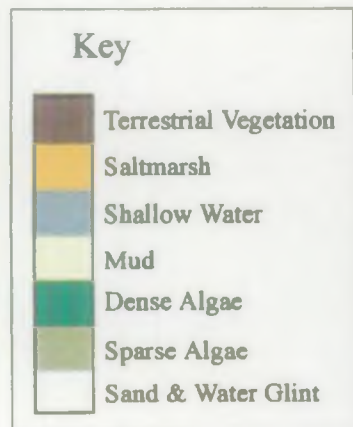 Key
Terrestrial Vegetation
Saltmarsh
Shallow Water
Mud
Dense Algae
Sparse Algae
Sand & Water Glint